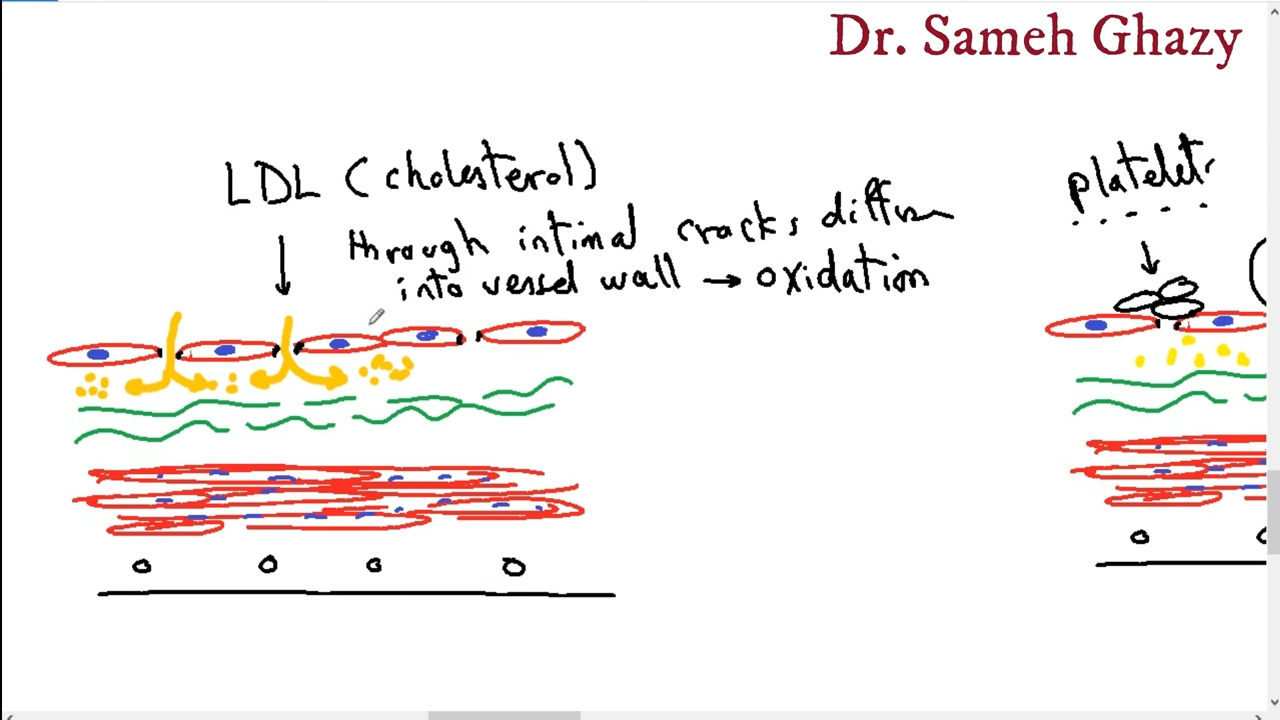 Dr. Sameh Ghazy
LDL (cholesterol)
through intimal cracks diffuse
into vessel wall → oxidation
platelet